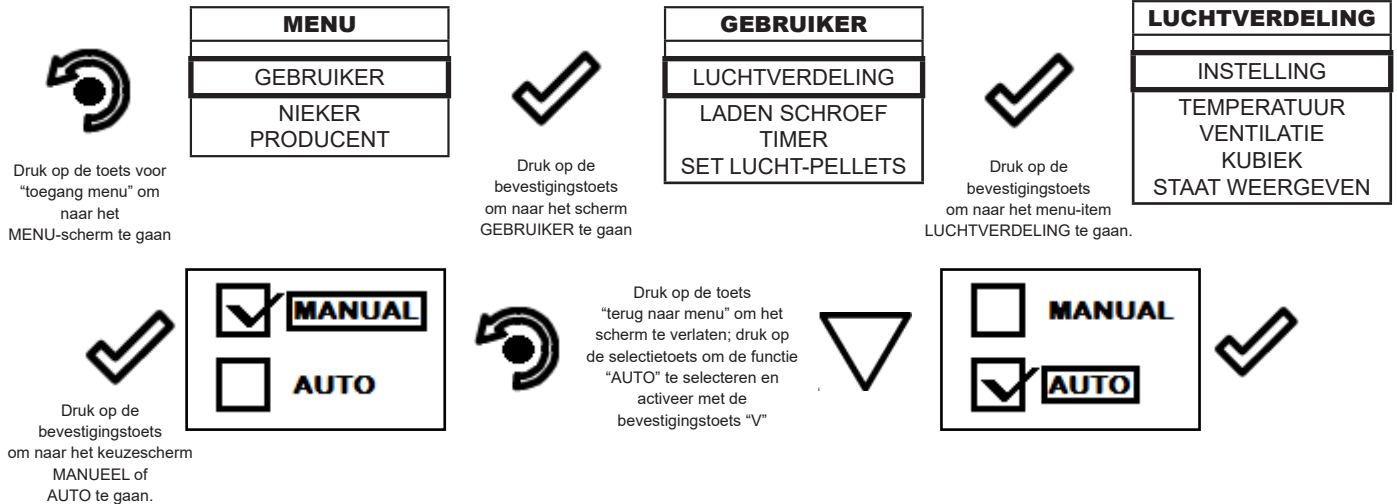 MENU
GEBRUIKER
NIEKER
PRODUCENT
Druk op de toets voor
“toegang menu” om
naar het
MENU-scherm te gaan
GEBRUIKER
LUCHTVERDELING
LADEN SCHROEF
TIMER
SET LUCHT-PELLETS
Druk op de
bevestigingstoets
om naar het scherm
GEBRUIKER te gaan
LUCHTVERDELING
INSTELLING
TEMPERATUUR
VENTILATIE
KUBIEK
STAAT WEERGEVEN
Druk op de
bevestigingstoets
om naar het menu-item
LUCHTVERDELING te gaan.
MANUAL
AUTO
Druk op de
bevestigingstoets
om naar het keuzescherm
MANUEEL of
AUTO te gaan.
Druk op de toets
“terug naar menu” om het
scherm te verlaten; druk op
de selectietoets om de functie
“AUTO” te selecteren en
activeer met de
bevestigingstoets “V”
MANUAL
AUTO